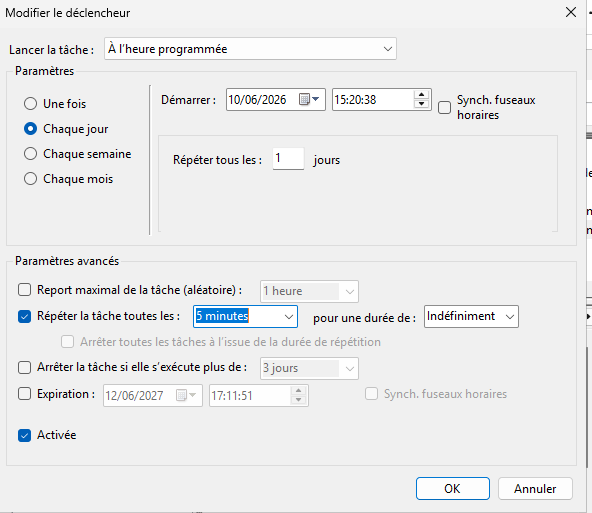 Modifier le déclencheur
Lancer la tâche : À l'heure programmée
Paramètres
Une fois
Chaque jour
Chaque semaine
Chaque mois
Démarrer : 10/06/2026 15:20:38 Synch. fuseaux horaires
Répéter tous les : 1 jours
Paramètres avancés
Report maximal de la tâche (aléatoire) : 1 heure
Répéter la tâche toutes les : 5 minutes pour une durée de : Indéfiniment
Arrêter toutes les tâches à l'issue de la durée de répétition
Arrêter la tâche si elle s'exécute plus de : 3 jours
Expiration : 12/06/2027 17:11:51 Synch. fuseaux horaires
Activée
OK Annuler